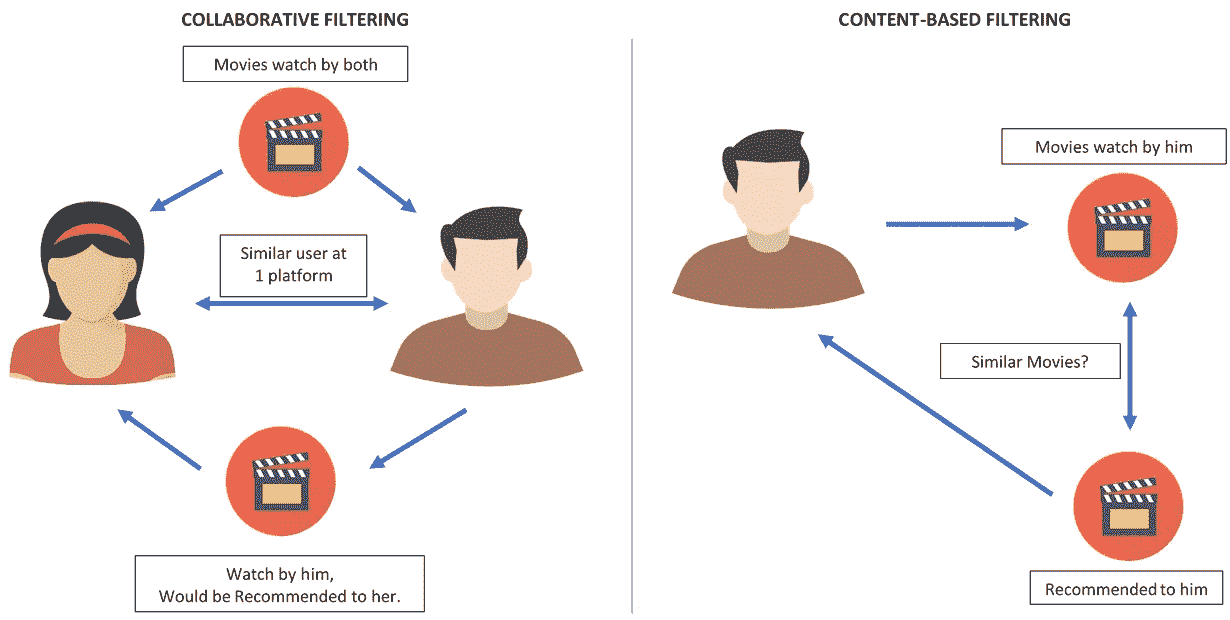 COLLABORATIVE FILTERING
Movies watch by both
Similar user at
1 platform
Watch by him,
Would be Recommended to her.
CONTENT-BASED FILTERING
Movies watch by him
Similar Movies?
Recommended to him